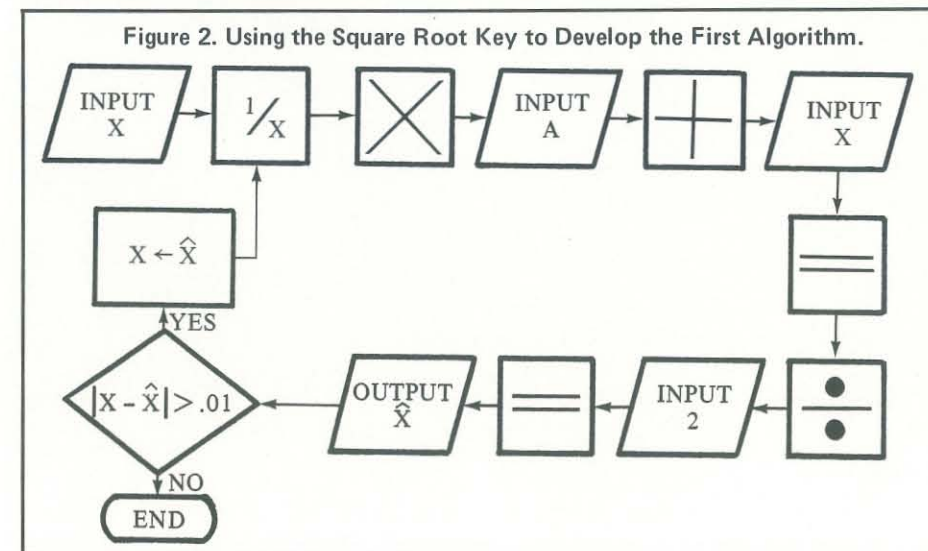 Figure 2. Using the Square Root Key to Develop the First Algorithm.
INPUT
X
1/X
×
INPUT
A
+
INPUT
X
=
÷
INPUT
2
=
OUTPUT
X̂
|X - X̂| > .01
YES
X ← X̂
NO
END